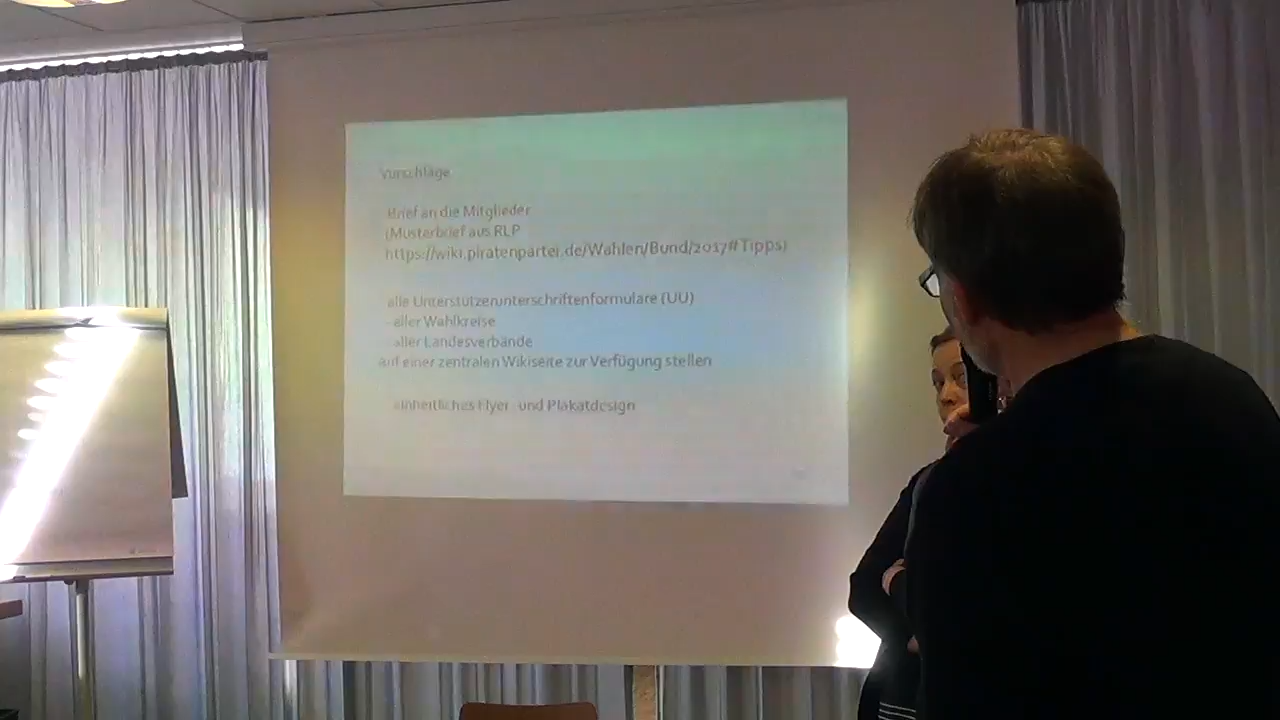 Vorschläge
Brief an die Mitglieder
(Musterbrief aus RLP
https://wiki.piratenpartei.de/Wahlen/Bund/2017#Tipps)
alle Unterstützerunterschriftenformulare (UU)
- aller Wahlkreise
- aller Landesverbände
auf einer zentralen Wikiseite zur Verfügung stellen
einheitliches Flyer- und Plakatdesign